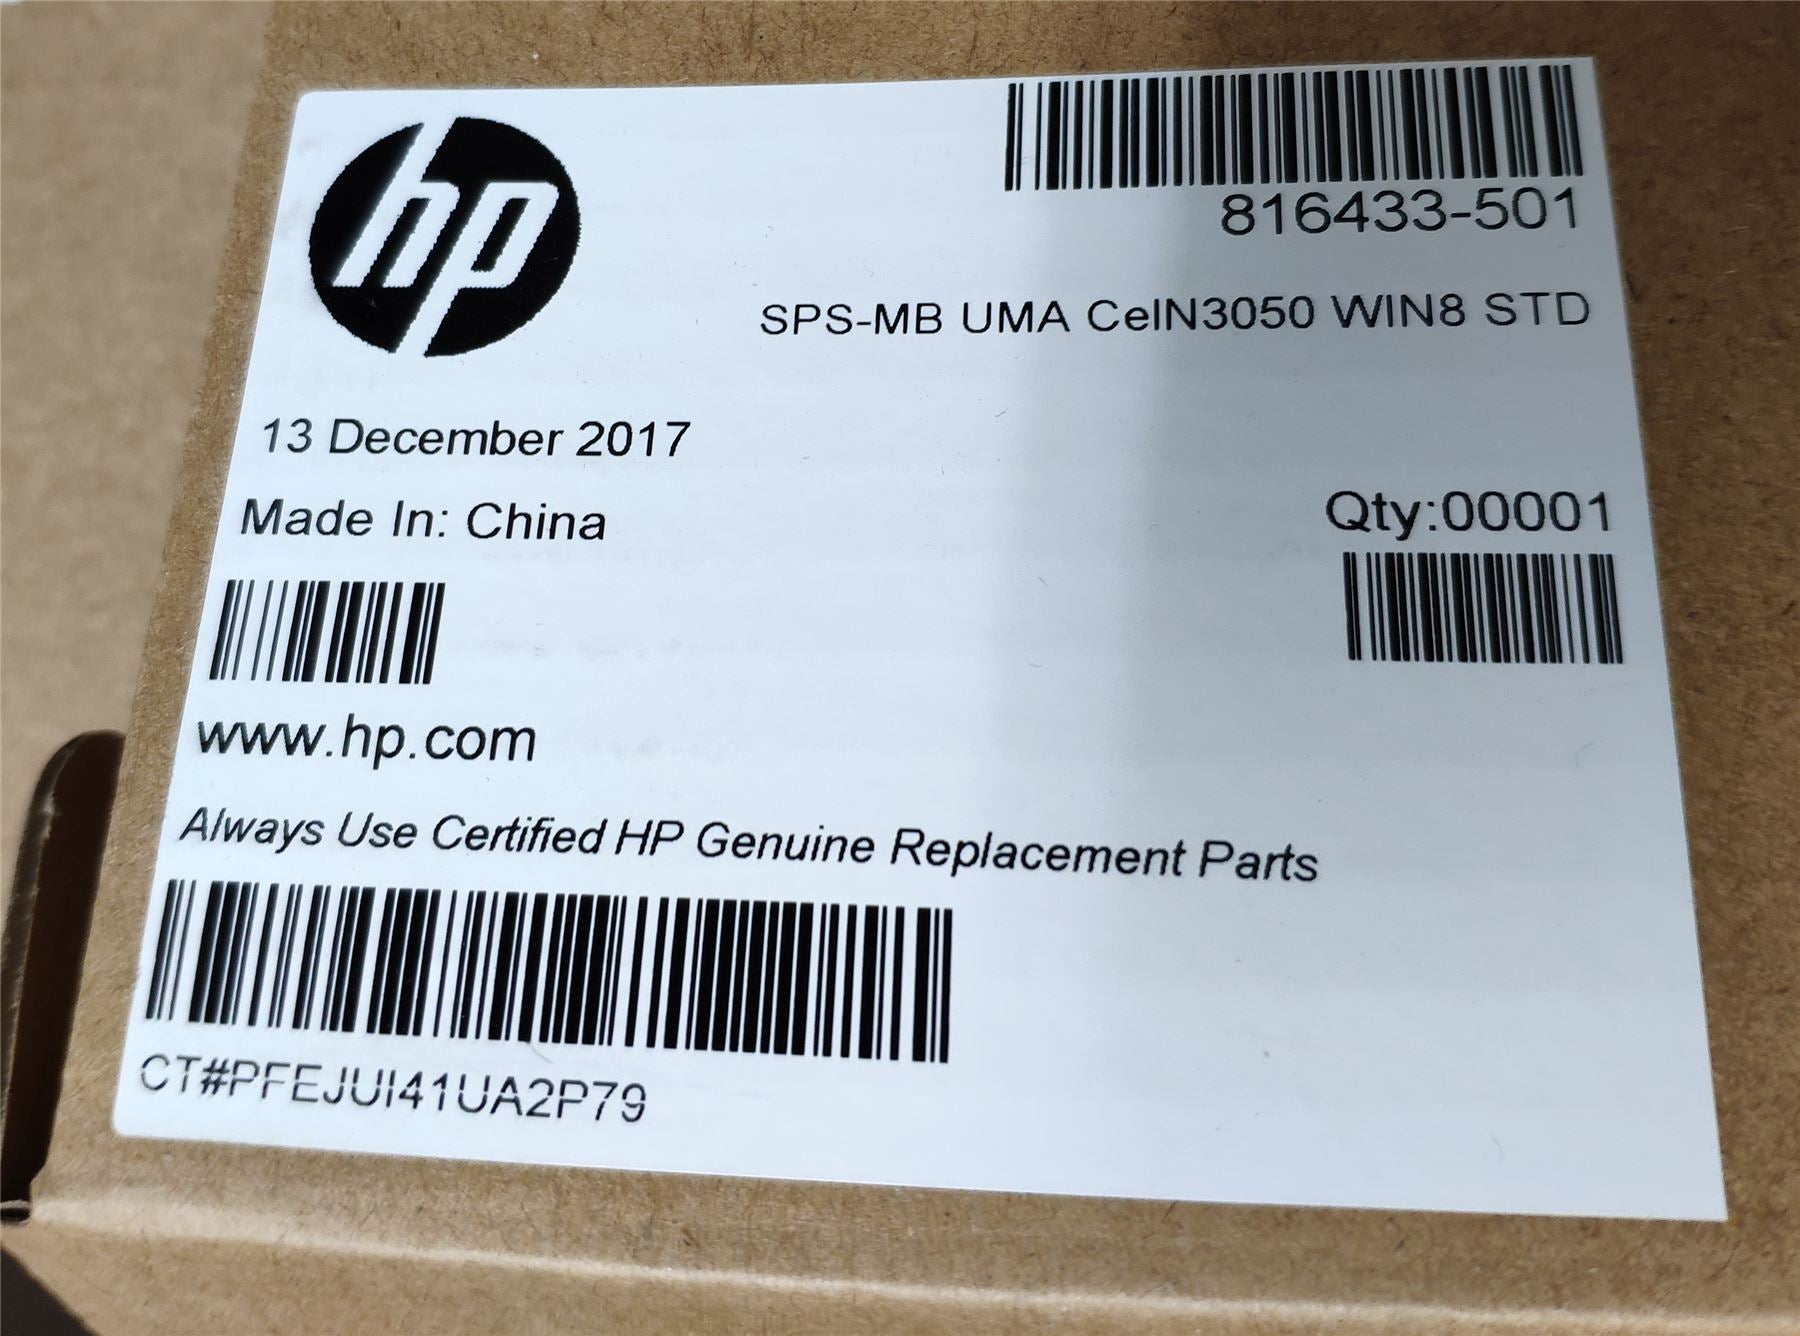 hp
816433-501
SPS-MB UMA CelN3050 WIN8 STD
13 December 2017
Made In: China
Qty:00001
www.hp.com
Always Use Certified HP Genuine Replacement Parts
CT#PFEJUI41UA2P79